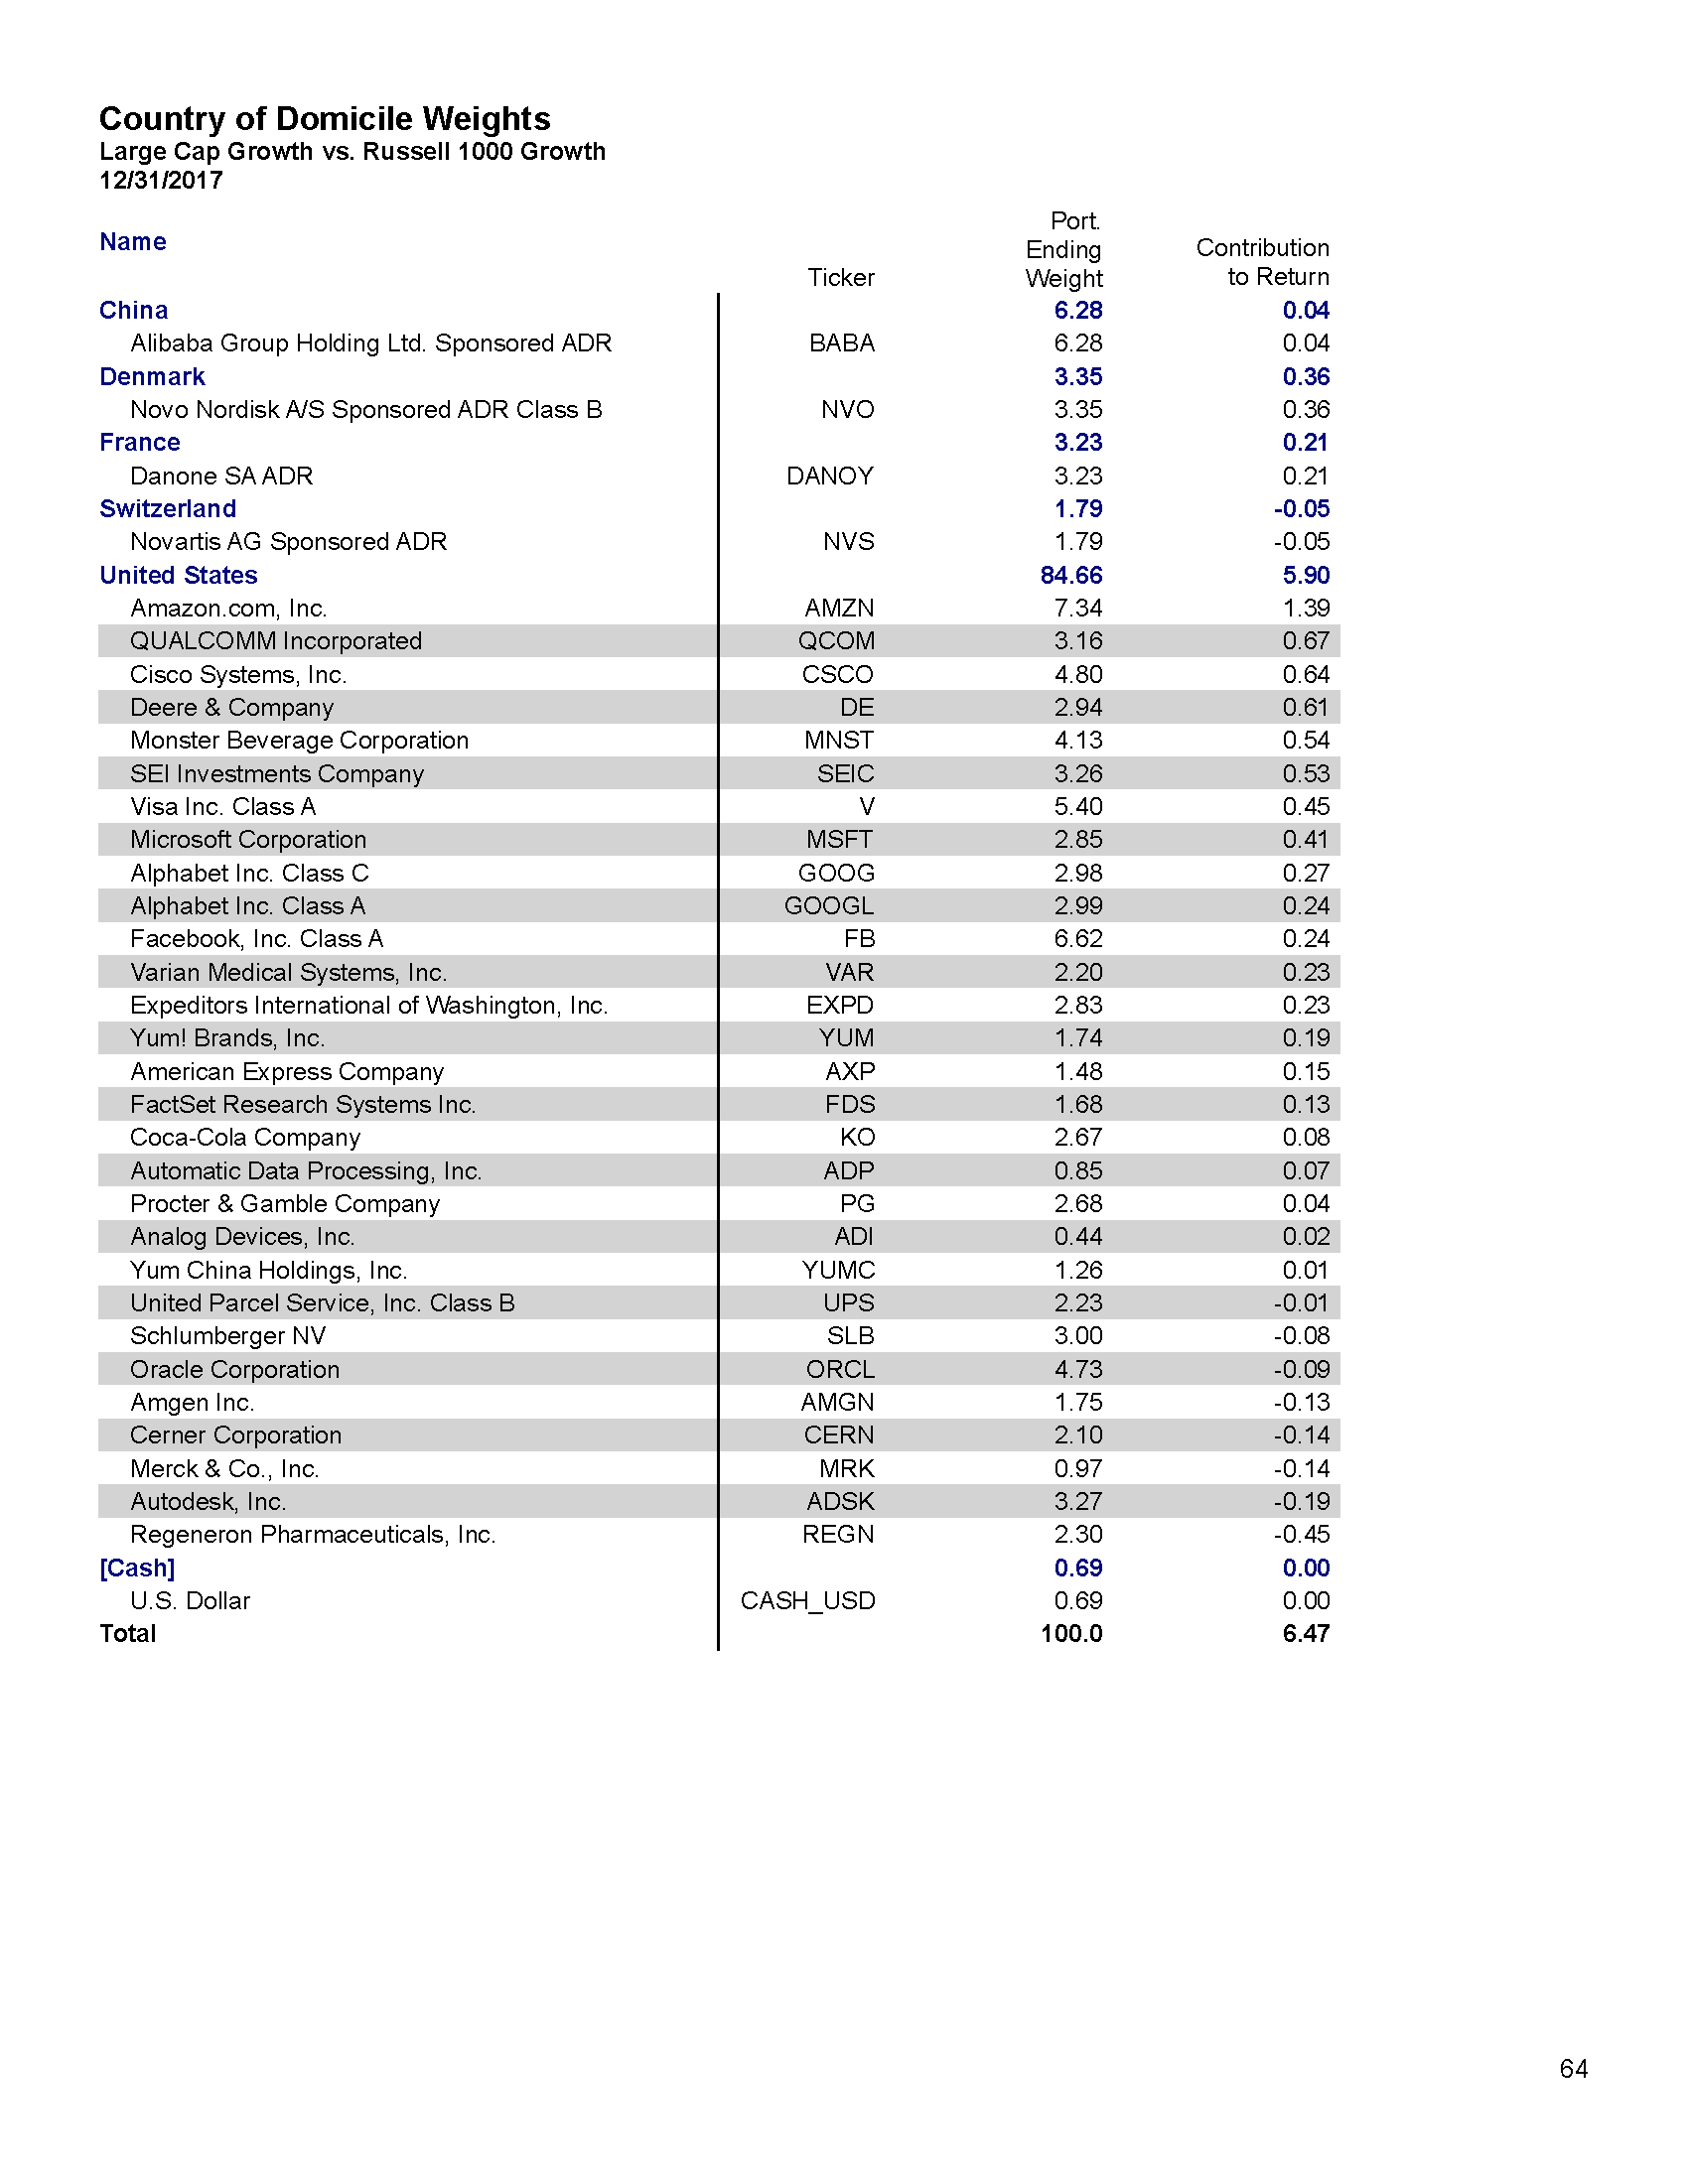 Country of Domicile Weights
Large Cap Growth vs. Russell 1000 Growth
12/31/2017
Name Ticker Port. Ending Weight Contribution to Return
China 6.28 0.04
Alibaba Group Holding Ltd. Sponsored ADR BABA 6.28 0.04
Denmark 3.35 0.36
Novo Nordisk A/S Sponsored ADR Class B NVO 3.35 0.36
France 3.23 0.21
Danone SA ADR DANOY 3.23 0.21
Switzerland 1.79 -0.05
Novartis AG Sponsored ADR NVS 1.79 -0.05
United States 84.66 5.90
Amazon.com, Inc. AMZN 7.34 1.39
QUALCOMM Incorporated QCOM 3.16 0.67
Cisco Systems, Inc. CSCO 4.80 0.64
Deere & Company DE 2.94 0.61
Monster Beverage Corporation MNST 4.13 0.54
SEI Investments Company SEIC 3.26 0.53
Visa Inc. Class A V 5.40 0.45
Microsoft Corporation MSFT 2.85 0.41
Alphabet Inc. Class C GOOG 2.98 0.27
Alphabet Inc. Class A GOOGL 2.99 0.24
Facebook, Inc. Class A FB 6.62 0.24
Varian Medical Systems, Inc. VAR 2.20 0.23
Expeditors International of Washington, Inc. EXPD 2.83 0.23
Yum! Brands, Inc. YUM 1.74 0.19
American Express Company AXP 1.48 0.15
FactSet Research Systems Inc. FDS 1.68 0.13
Coca-Cola Company KO 2.67 0.08
Automatic Data Processing, Inc. ADP 0.85 0.07
Procter & Gamble Company PG 2.68 0.04
Analog Devices, Inc. ADI 0.44 0.02
Yum China Holdings, Inc. YUMC 1.26 0.01
United Parcel Service, Inc. Class B UPS 2.23 -0.01
Schlumberger NV SLB 3.00 -0.08
Oracle Corporation ORCL 4.73 -0.09
Amgen Inc. AMGN 1.75 -0.13
Cerner Corporation CERN 2.10 -0.14
Merck & Co., Inc. MRK 0.97 -0.14
Autodesk, Inc. ADSK 3.27 -0.19
Regeneron Pharmaceuticals, Inc. REGN 2.30 -0.45
[Cash] 0.69 0.00
U.S. Dollar CASH_USD 0.69 0.00
Total 100.0 6.47
64